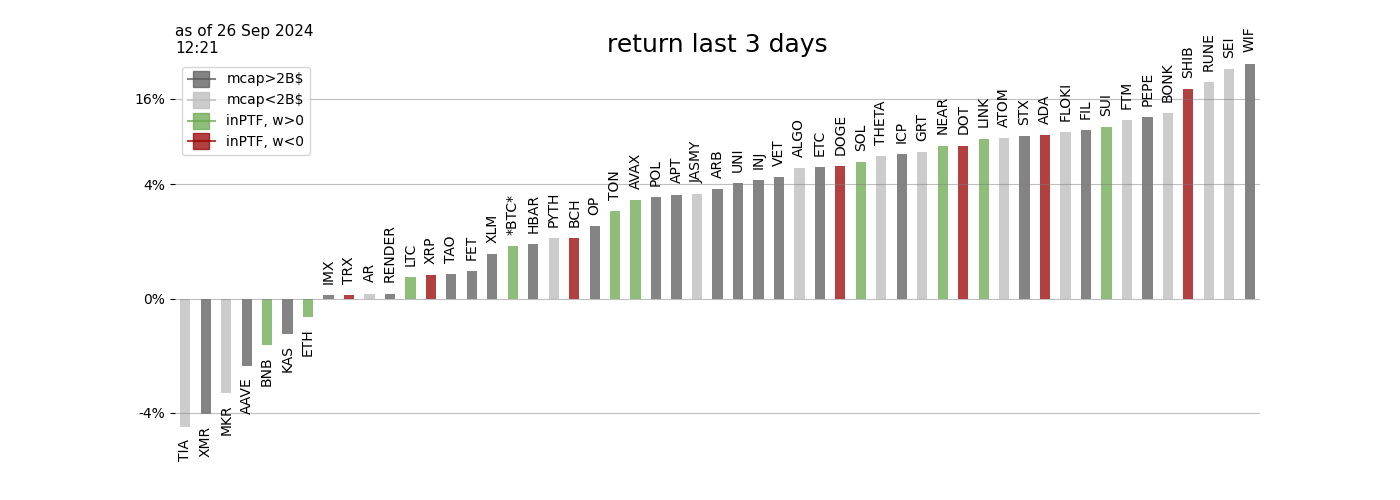 as of 26 Sep 2024
12:21
return last 3 days
mcap>2B$
mcap<2B$
inPTF, w>0
inPTF, w<0
16%
4%
0%
-4%
TIA
XMR
MKR
AAVE
BNB
KAS
ETH
IMX
TRX
AR
RENDER
LTC
XRP
TAO
FET
XLM
*BTC*
HBAR
PYTH
BCH
OP
TON
AVAX
POL
APT
JASMY
ARB
UNI
INJ
VET
ALGO
ETC
DOGE
SOL
THETA
ICP
GRT
NEAR
DOT
LINK
ATOM
STX
ADA
FLOKI
FIL
SUI
FTM
PEPE
BONK
SHIB
RUNE
SEI
WIF